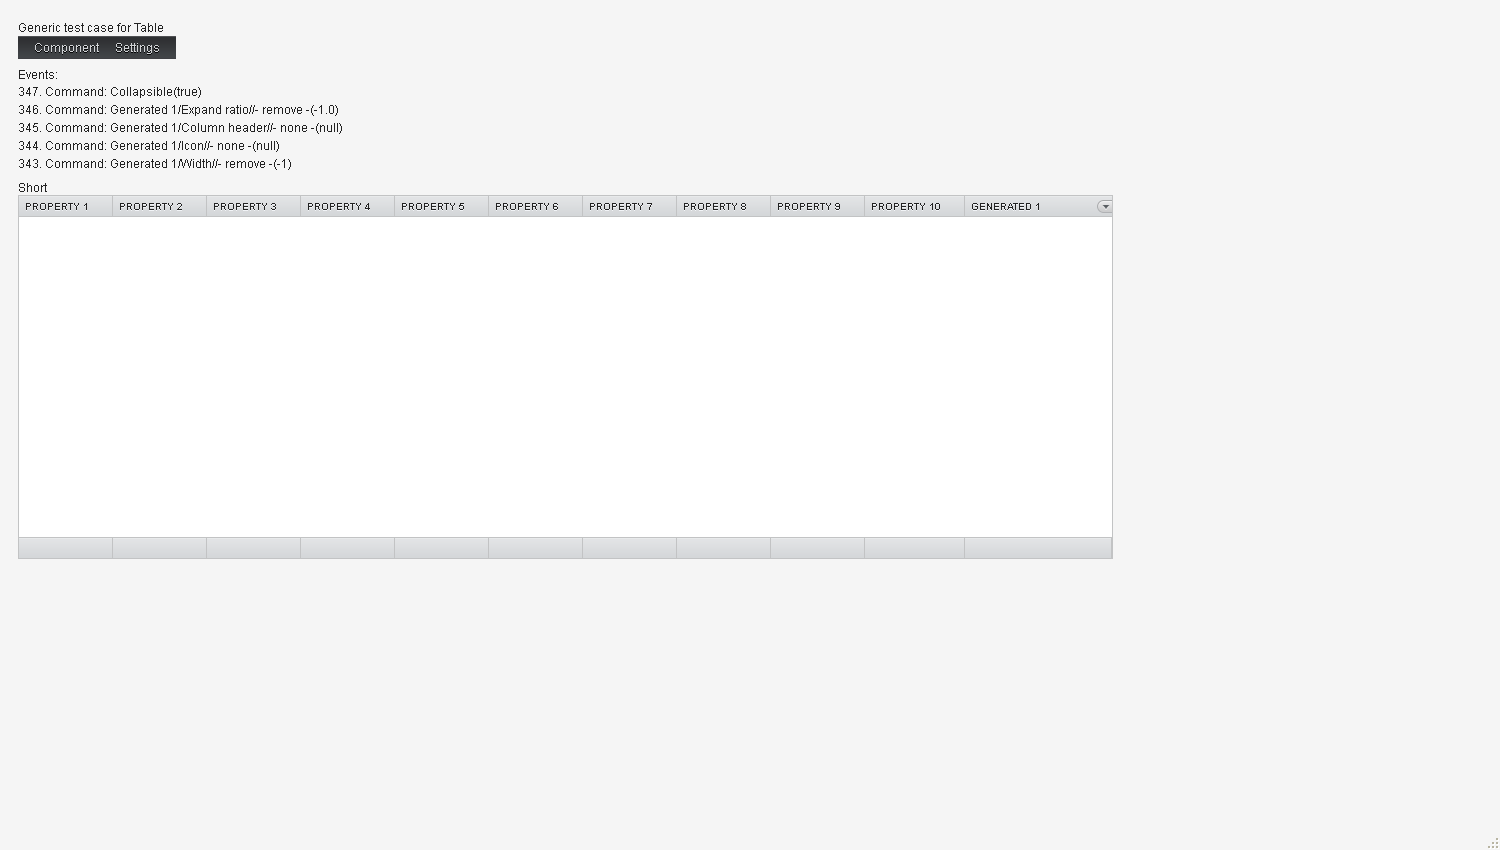 Generic test case for Table
Component Settings
Events:
347. Command: Collapsible(true)
346. Command: Generated 1/Expand ratio//- remove -(-1.0)
345. Command: Generated 1/Column header//- none -(null)
344. Command: Generated 1/Icon//- none -(null)
343. Command: Generated 1/Width//- remove -(-1)
Short
PROPERTY 1 PROPERTY 2 PROPERTY 3 PROPERTY 4 PROPERTY 5 PROPERTY 6 PROPERTY 7 PROPERTY 8 PROPERTY 9 PROPERTY 10 GENERATED 1